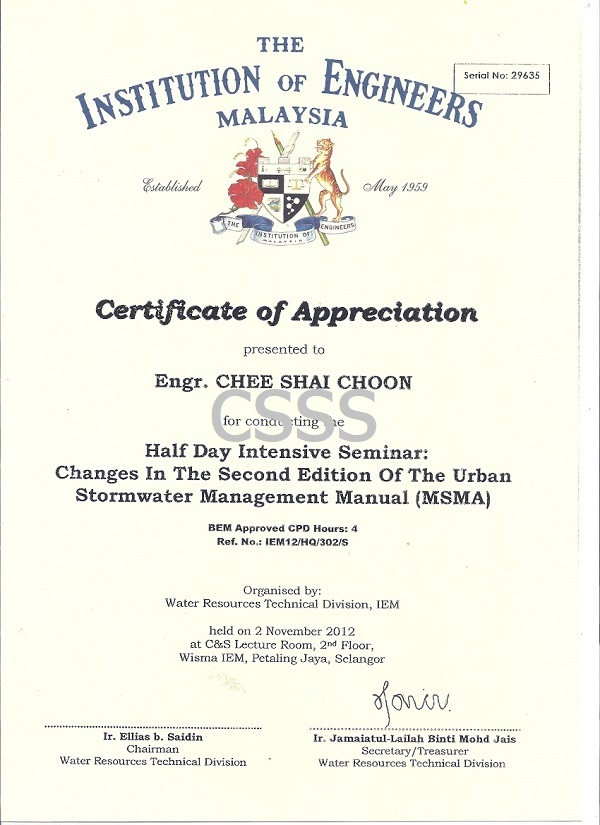 THE
INSTITUTION OF ENGINEERS
MALAYSIA
Serial No: 29635
Established May 1959
THE INSTITUTION OF ENGINEERS
MALAYSIA
Certificate of Appreciation
presented to
Engr. CHEE SHAI CHOON
CSSS
for conducting the
Half Day Intensive Seminar:
Changes In The Second Edition Of The Urban
Stormwater Management Manual (MSMA)
BEM Approved CPD Hours: 4
Ref. No.: IEM12/HQ/302/S
Organised by:
Water Resources Technical Division, IEM
held on 2 November 2012
at C&S Lecture Room, 2nd Floor,
Wisma IEM, Petaling Jaya, Selangor
Ir. Ellias b. Saidin
Chairman
Water Resources Technical Division
Ir. Jamaiatul-Lailah Binti Mohd Jais
Secretary/Treasurer
Water Resources Technical Division